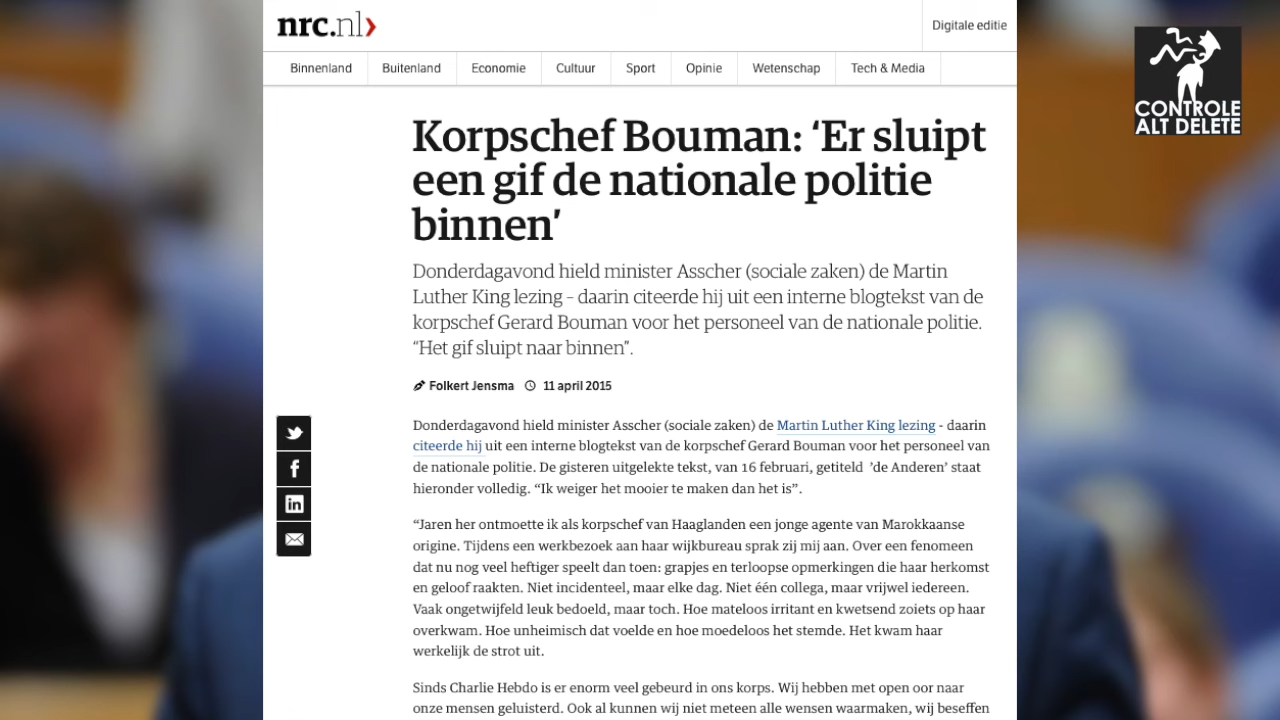 nrc.nl
Digitale editie
Binnenland Buitenland Economie Cultuur Sport Opinie Wetenschap Tech & Media
CONTROLE
ALT DELETE
Korpschef Bouman: ‘Er sluipt
een gif de nationale politie
binnen’
Donderdagavond hield minister Asscher (sociale zaken) de Martin
Luther King lezing – daarin citeerde hij uit een interne blogtekst van de
korpschef Gerard Bouman voor het personeel van de nationale politie.
“Het gif sluipt naar binnen”.
Folkert Jensma 11 april 2015
Donderdagavond hield minister Asscher (sociale zaken) de Martin Luther King lezing - daarin
citeerde hij uit een interne blogtekst van de korpschef Gerard Bouman voor het personeel van
de nationale politie. De gisteren uitgelekte tekst, van 16 februari, getiteld ’de Anderen’ staat
hieronder volledig. “Ik weiger het mooier te maken dan het is”.
“Jaren her ontmoette ik als korpschef van Haaglanden een jonge agente van Marokkaanse
origine. Tijdens een werkbezoek aan haar wijkbureau sprak zij mij aan. Over een fenomeen
dat nu nog veel heftiger speelt dan toen: grapjes en terloopse opmerkingen die haar herkomst
en geloof raakten. Niet incidenteel, maar elke dag. Niet één collega, maar vrijwel iedereen.
Vaak ongetwijfeld leuk bedoeld, maar toch. Hoe mateloos irritant en kwetsend zoiets op haar
overkwam. Hoe unheimisch dat voelde en hoe moedeloos het stemde. Het kwam haar
werkelijk de strot uit.
Sinds Charlie Hebdo is er enorm veel gebeurd in ons korps. Wij hebben met open oor naar
onze mensen geluisterd. Ook al kunnen wij niet meteen alle wensen waarmaken, wij beseffen